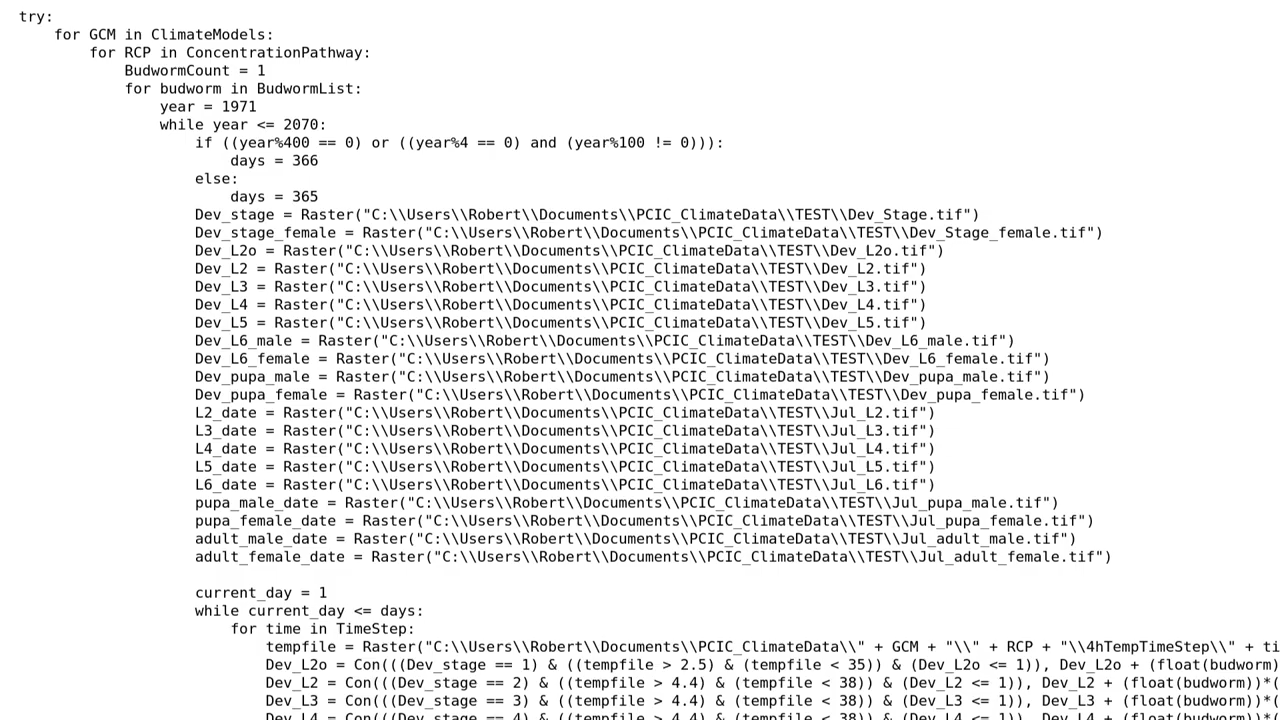 try:
    for GCM in ClimateModels:
        for RCP in ConcentrationPathway:
            BudwormCount = 1
            for budworm in BudwormList:
                year = 1971
                while year <= 2070:
                    if ((year%400 == 0) or ((year%4 == 0) and (year%100 != 0))):
                        days = 366
                    else:
                        days = 365
                    Dev_stage = Raster("C:\\Users\\Robert\\Documents\\PCIC_ClimateData\\TEST\\Dev_Stage.tif")
                    Dev_stage_female = Raster("C:\\Users\\Robert\\Documents\\PCIC_ClimateData\\TEST\\Dev_Stage_female.tif")
                    Dev_L2o = Raster("C:\\Users\\Robert\\Documents\\PCIC_ClimateData\\TEST\\Dev_L2o.tif")
                    Dev_L2 = Raster("C:\\Users\\Robert\\Documents\\PCIC_ClimateData\\TEST\\Dev_L2.tif")
                    Dev_L3 = Raster("C:\\Users\\Robert\\Documents\\PCIC_ClimateData\\TEST\\Dev_L3.tif")
                    Dev_L4 = Raster("C:\\Users\\Robert\\Documents\\PCIC_ClimateData\\TEST\\Dev_L4.tif")
                    Dev_L5 = Raster("C:\\Users\\Robert\\Documents\\PCIC_ClimateData\\TEST\\Dev_L5.tif")
                    Dev_L6_male = Raster("C:\\Users\\Robert\\Documents\\PCIC_ClimateData\\TEST\\Dev_L6_male.tif")
                    Dev_L6_female = Raster("C:\\Users\\Robert\\Documents\\PCIC_ClimateData\\TEST\\Dev_L6_female.tif")
                    Dev_pupa_male = Raster("C:\\Users\\Robert\\Documents\\PCIC_ClimateData\\TEST\\Dev_pupa_male.tif")
                    Dev_pupa_female = Raster("C:\\Users\\Robert\\Documents\\PCIC_ClimateData\\TEST\\Dev_pupa_female.tif")
                    L2_date = Raster("C:\\Users\\Robert\\Documents\\PCIC_ClimateData\\TEST\\Jul_L2.tif")
                    L3_date = Raster("C:\\Users\\Robert\\Documents\\PCIC_ClimateData\\TEST\\Jul_L3.tif")
                    L4_date = Raster("C:\\Users\\Robert\\Documents\\PCIC_ClimateData\\TEST\\Jul_L4.tif")
                    L5_date = Raster("C:\\Users\\Robert\\Documents\\PCIC_ClimateData\\TEST\\Jul_L5.tif")
                    L6_date = Raster("C:\\Users\\Robert\\Documents\\PCIC_ClimateData\\TEST\\Jul_L6.tif")
                    pupa_male_date = Raster("C:\\Users\\Robert\\Documents\\PCIC_ClimateData\\TEST\\Jul_pupa_male.tif")
                    pupa_female_date = Raster("C:\\Users\\Robert\\Documents\\PCIC_ClimateData\\TEST\\Jul_pupa_female.tif")
                    adult_male_date = Raster("C:\\Users\\Robert\\Documents\\PCIC_ClimateData\\TEST\\Jul_adult_male.tif")
                    adult_female_date = Raster("C:\\Users\\Robert\\Documents\\PCIC_ClimateData\\TEST\\Jul_adult_female.tif")

                    current_day = 1
                    while current_day <= days:
                        for time in TimeStep:
                            tempfile = Raster("C:\\Users\\Robert\\Documents\\PCIC_ClimateData\\" + GCM + "\\" + RCP + "\\4hTempTimeStep\\" + ti
                            Dev_L2o = Con(((Dev_stage == 1) & ((tempfile > 2.5) & (tempfile < 35)) & (Dev_L2o <= 1)), Dev_L2o + (float(budworm)
                            Dev_L2 = Con(((Dev_stage == 2) & ((tempfile > 4.4) & (tempfile < 38)) & (Dev_L2 <= 1)), Dev_L2 + (float(budworm))*(
                            Dev_L3 = Con(((Dev_stage == 3) & ((tempfile > 4.4) & (tempfile < 38)) & (Dev_L3 <= 1)), Dev_L3 + (float(budworm))*(
                            Dev_L4 = Con(((Dev_stage == 4) & ((tempfile > 4.4) & (tempfile < 38)) & (Dev_L4 <= 1)), Dev_L4 + (float(budworm))*(